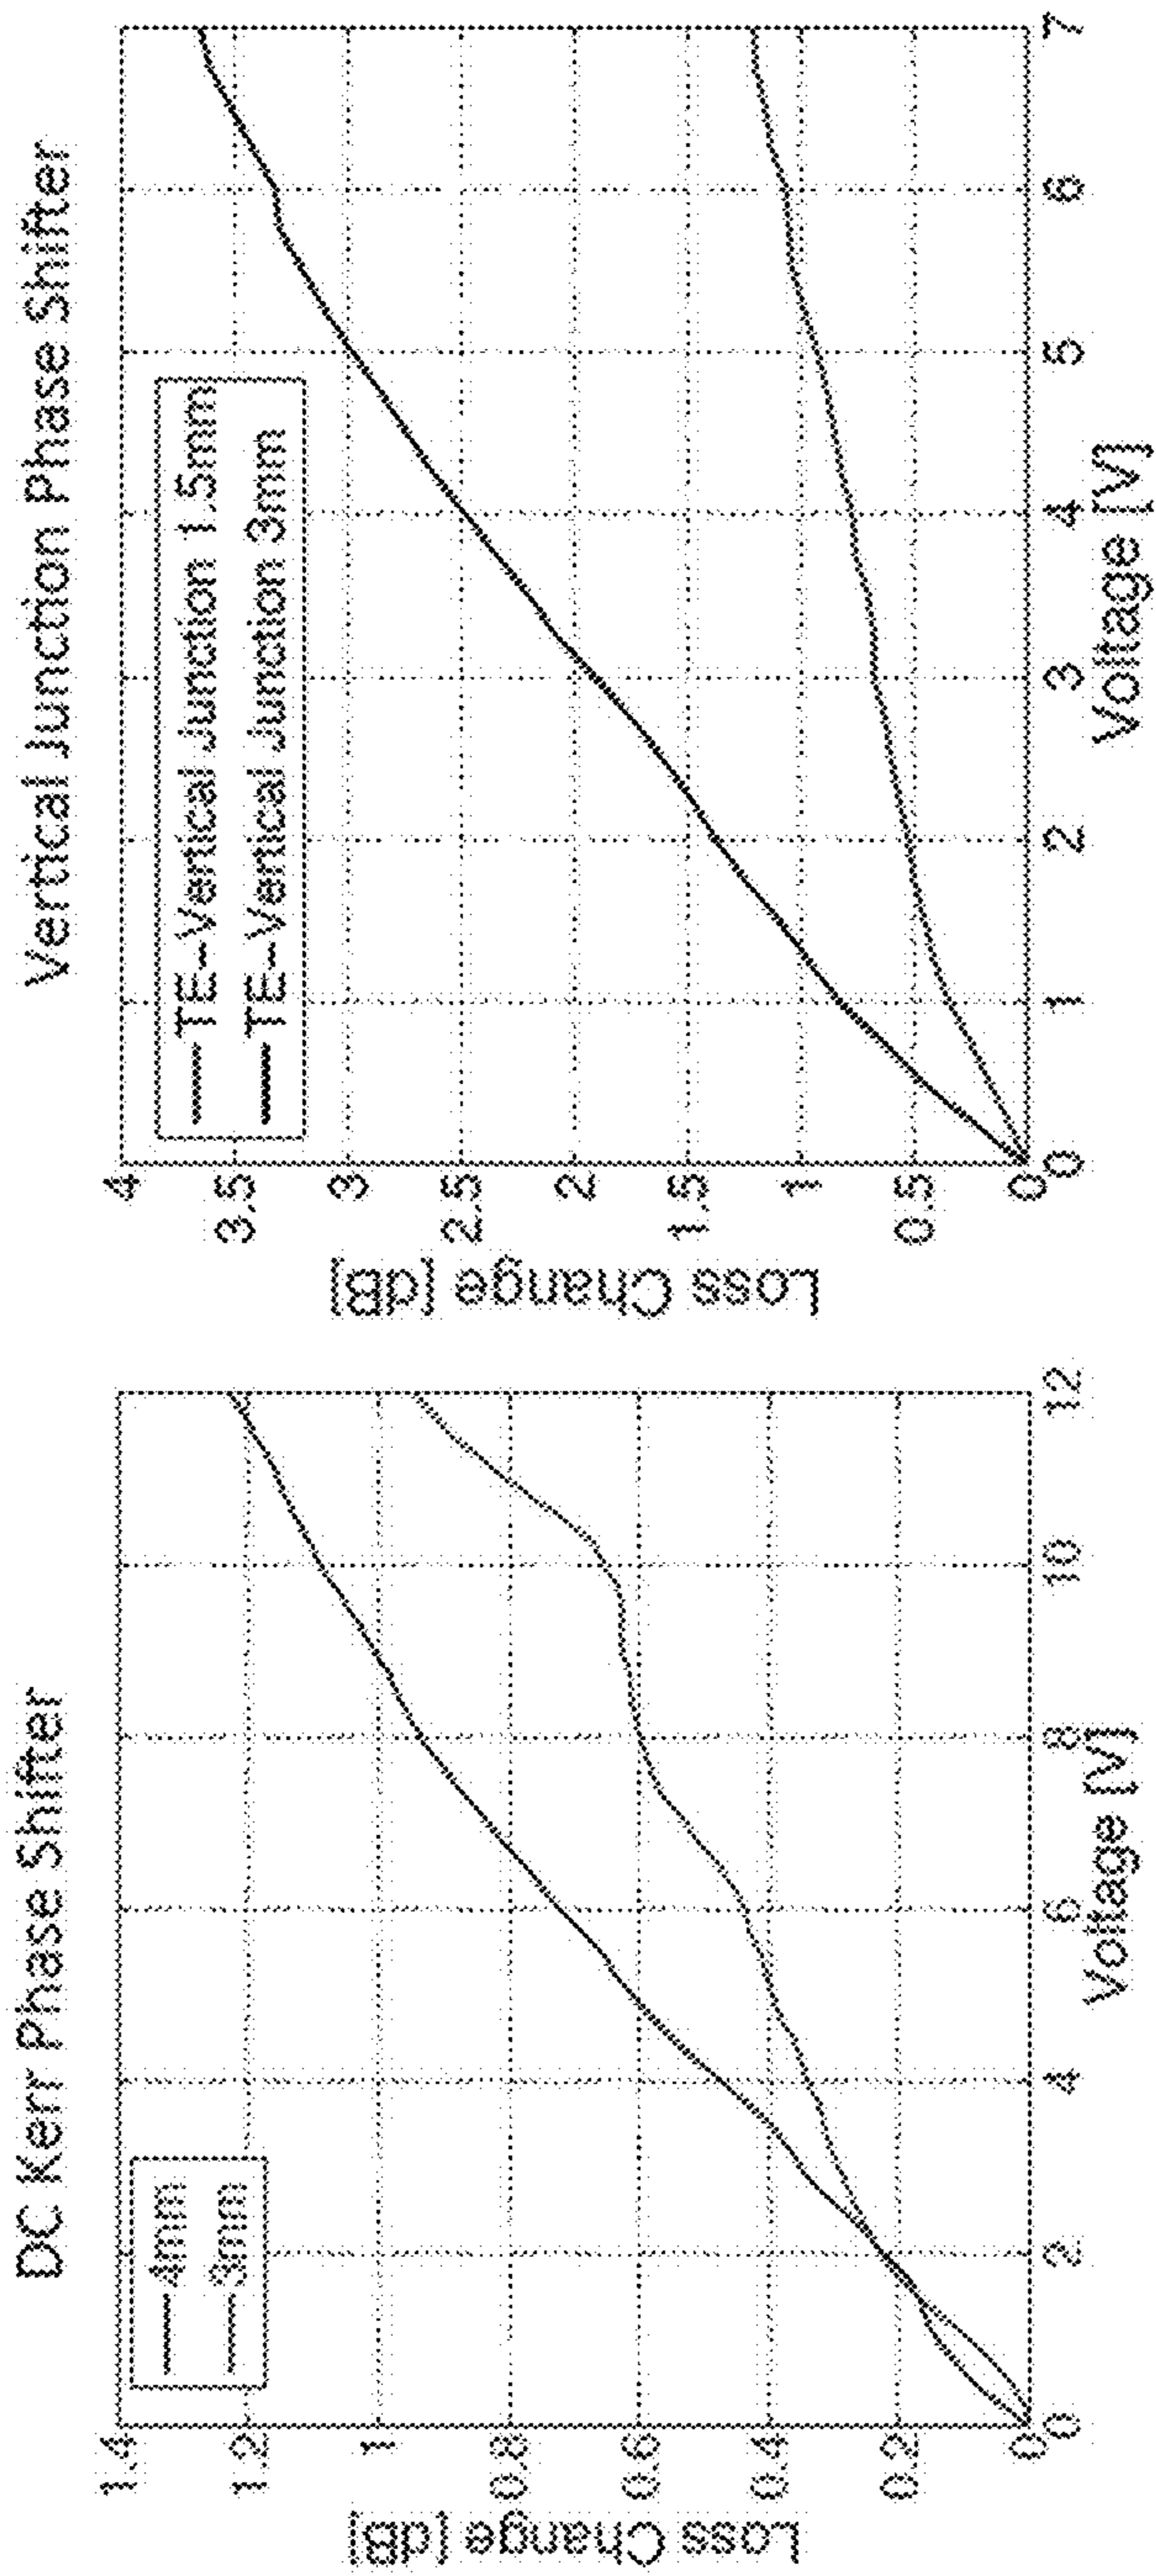 DC Kerr Phase Shifter
4mm
3mm
1.4
1.2
1
0.8
0.6
0.4
0.2
0
Loss Change [dB]
0 2 4 6 8 10 12
Voltage [V]
Vertical Junction Phase Shifter
TE-Vertical Junction 1.5mm
TE-Vertical Junction 3mm
4
3.5
3
2.5
2
1.5
1
0.5
0
Loss Change [dB]
0 1 2 3 4 5 6 7
Voltage [V]